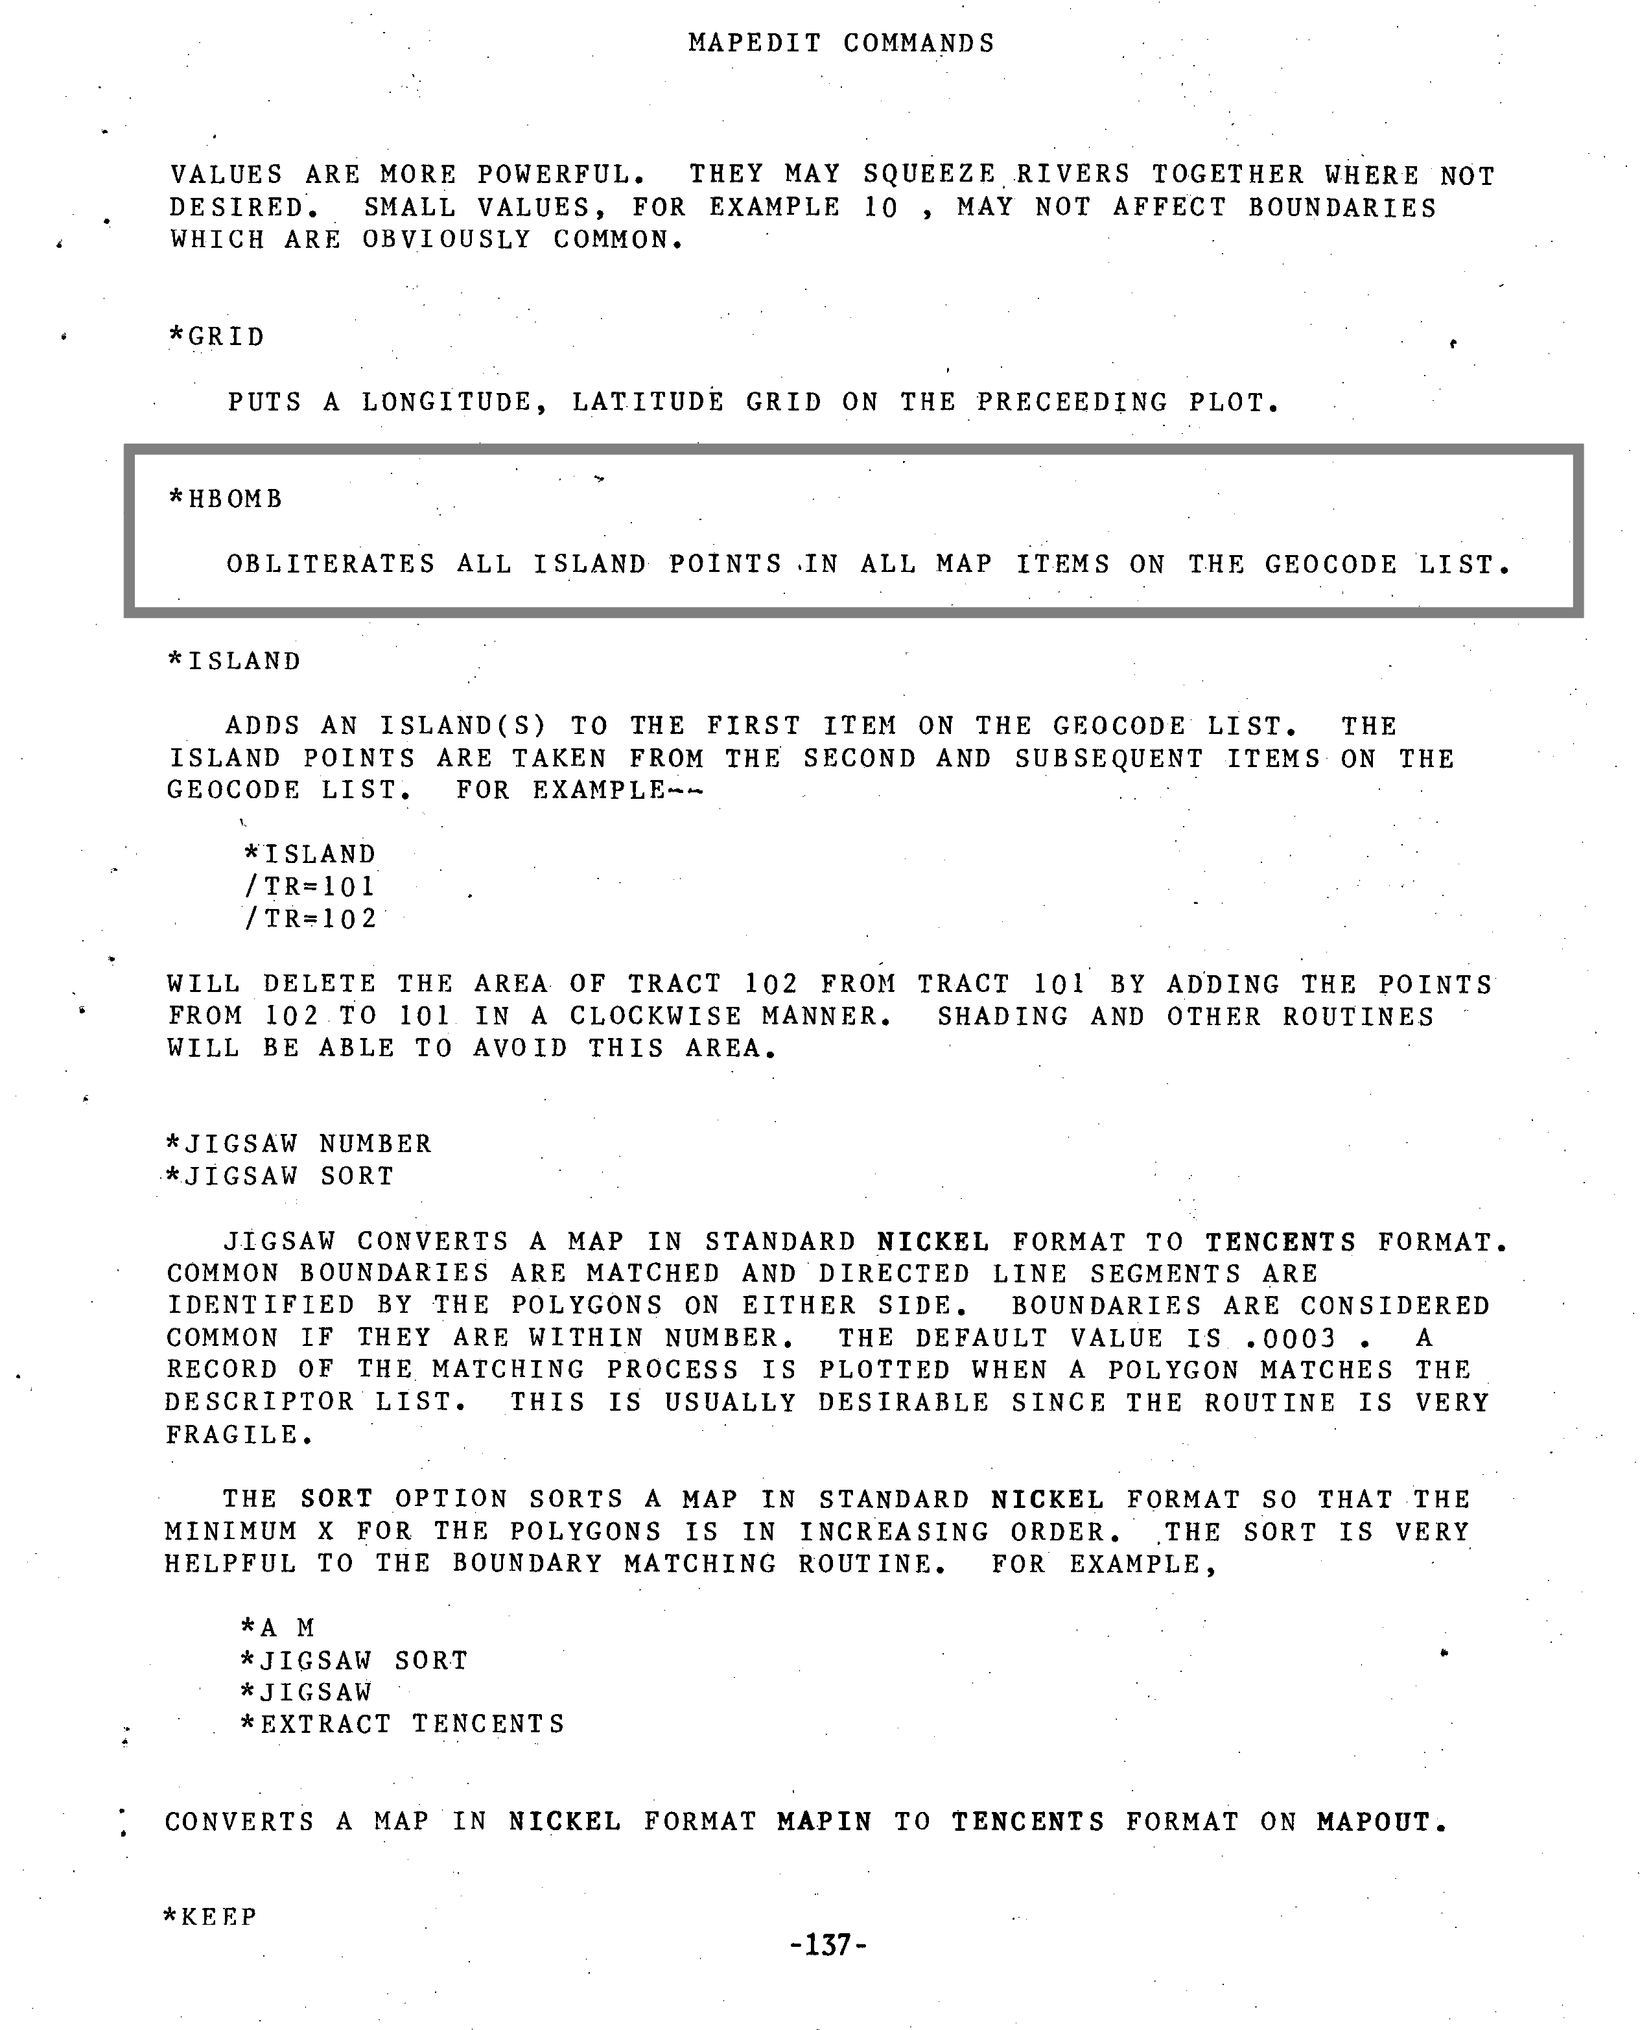 MAPEDIT COMMANDS
VALUES ARE MORE POWERFUL.  THEY MAY SQUEEZE RIVERS TOGETHER WHERE NOT
DESIRED.  SMALL VALUES, FOR EXAMPLE 10 , MAY NOT AFFECT BOUNDARIES
WHICH ARE OBVIOUSLY COMMON.
*GRID
PUTS A LONGITUDE, LATITUDE GRID ON THE PRECEEDING PLOT.
*HBOMB
OBLITERATES ALL ISLAND POINTS IN ALL MAP ITEMS ON THE GEOCODE LIST.
*ISLAND
ADDS AN ISLAND(S) TO THE FIRST ITEM ON THE GEOCODE LIST.  THE
ISLAND POINTS ARE TAKEN FROM THE SECOND AND SUBSEQUENT ITEMS ON THE
GEOCODE LIST.  FOR EXAMPLE--
*ISLAND
/TR=101
/TR=102
WILL DELETE THE AREA OF TRACT 102 FROM TRACT 101 BY ADDING THE POINTS
FROM 102 TO 101 IN A CLOCKWISE MANNER.  SHADING AND OTHER ROUTINES
WILL BE ABLE TO AVOID THIS AREA.
*JIGSAW NUMBER
*JIGSAW SORT
JIGSAW CONVERTS A MAP IN STANDARD NICKEL FORMAT TO TENCENTS FORMAT.
COMMON BOUNDARIES ARE MATCHED AND DIRECTED LINE SEGMENTS ARE
IDENTIFIED BY THE POLYGONS ON EITHER SIDE.  BOUNDARIES ARE CONSIDERED
COMMON IF THEY ARE WITHIN NUMBER.  THE DEFAULT VALUE IS .0003 .  A
RECORD OF THE MATCHING PROCESS IS PLOTTED WHEN A POLYGON MATCHES THE
DESCRIPTOR LIST.  THIS IS USUALLY DESIRABLE SINCE THE ROUTINE IS VERY
FRAGILE.
THE SORT OPTION SORTS A MAP IN STANDARD NICKEL FORMAT SO THAT THE
MINIMUM X FOR THE POLYGONS IS IN INCREASING ORDER.  THE SORT IS VERY
HELPFUL TO THE BOUNDARY MATCHING ROUTINE.  FOR EXAMPLE,
*A M
*JIGSAW SORT
*JIGSAW
*EXTRACT TENCENTS
CONVERTS A MAP IN NICKEL FORMAT MAPIN TO TENCENTS FORMAT ON MAPOUT.
*KEEP
-137-